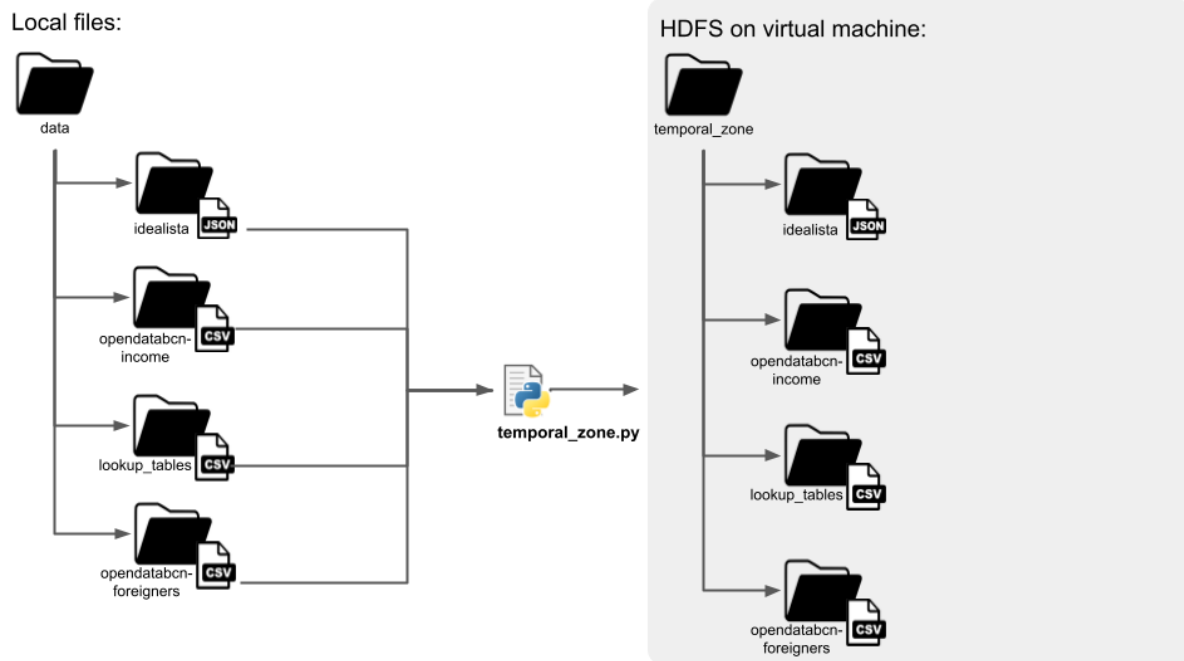 Local files:
data
idealista
JSON
opendatabcn-
income
CSV
lookup_tables
CSV
opendatabcn-
foreigners
CSV
temporal_zone.py
HDFS on virtual machine:
temporal_zone
idealista
JSON
opendatabcn-
income
CSV
lookup_tables
CSV
opendatabcn-
foreigners
CSV